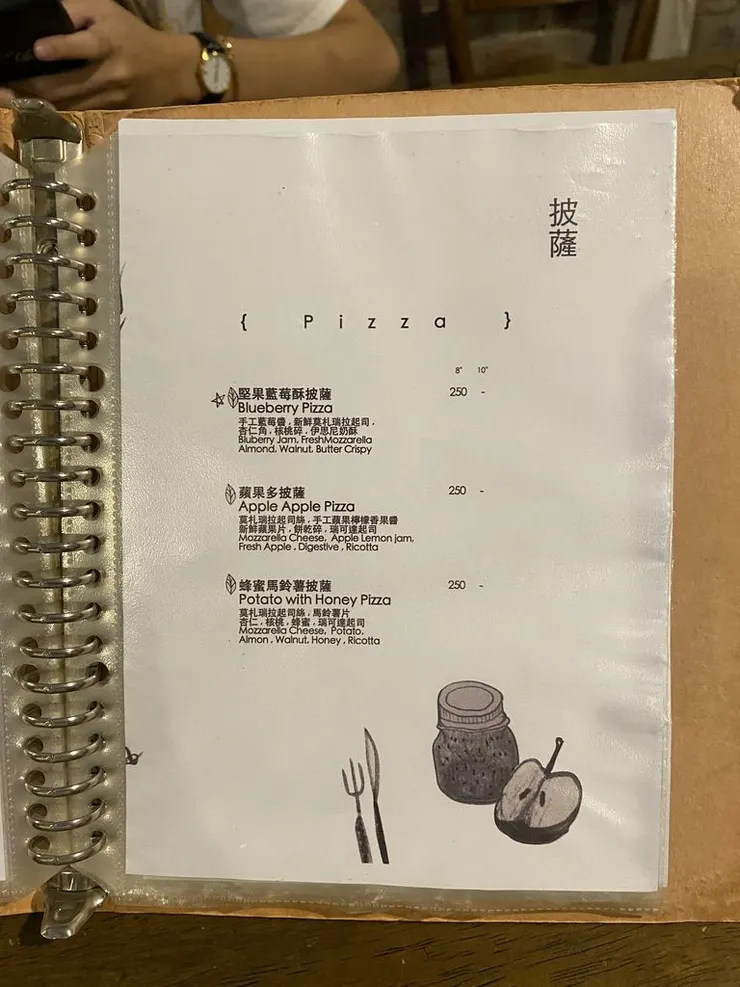 披
薩
{ Pizza }
8" 10"
堅果藍莓酥披薩 250 -
Blueberry Pizza
手工藍莓醬，新鮮莫札瑞拉起司，
杏仁角，核桃碎，伊思尼奶酥
Bluberry Jam, FreshMozzarella
Almond, Walnut, Butter Crispy
蘋果多披薩 250 -
Apple Apple Pizza
莫札瑞拉起司絲，手工蘋果檸檬香果醬
新鮮蘋果片，餅乾碎，瑞可達起司
Mozzarella Cheese, Apple Lemon jam,
Fresh Apple , Digestive , Ricotta
蜂蜜馬鈴薯披薩 250 -
Potato with Honey Pizza
莫札瑞拉起司絲，馬鈴薯片
杏仁，核桃，蜂蜜，瑞可達起司
Mozzarella Cheese, Potato,
Almon , Walnut, Honey , Ricotta